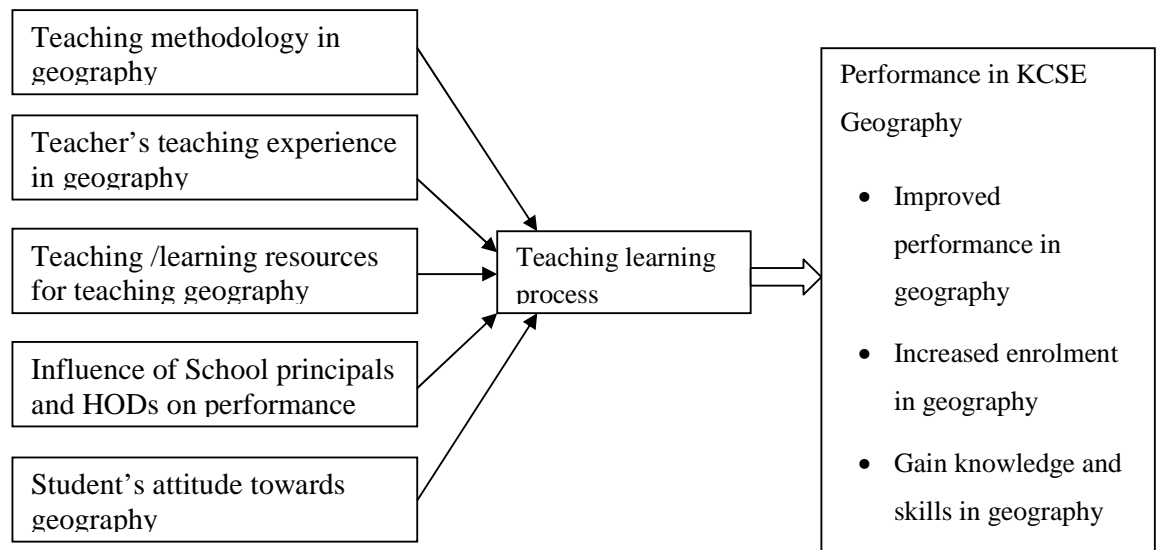 Teaching methodology in
geography
Teacher’s teaching experience
in geography
Teaching /learning resources
for teaching geography
Influence of School principals
and HODs on performance
Student’s attitude towards
geography
Teaching learning
process
Performance in KCSE
Geography
• Improved
performance in
geography
• Increased enrolment
in geography
• Gain knowledge and
skills in geography